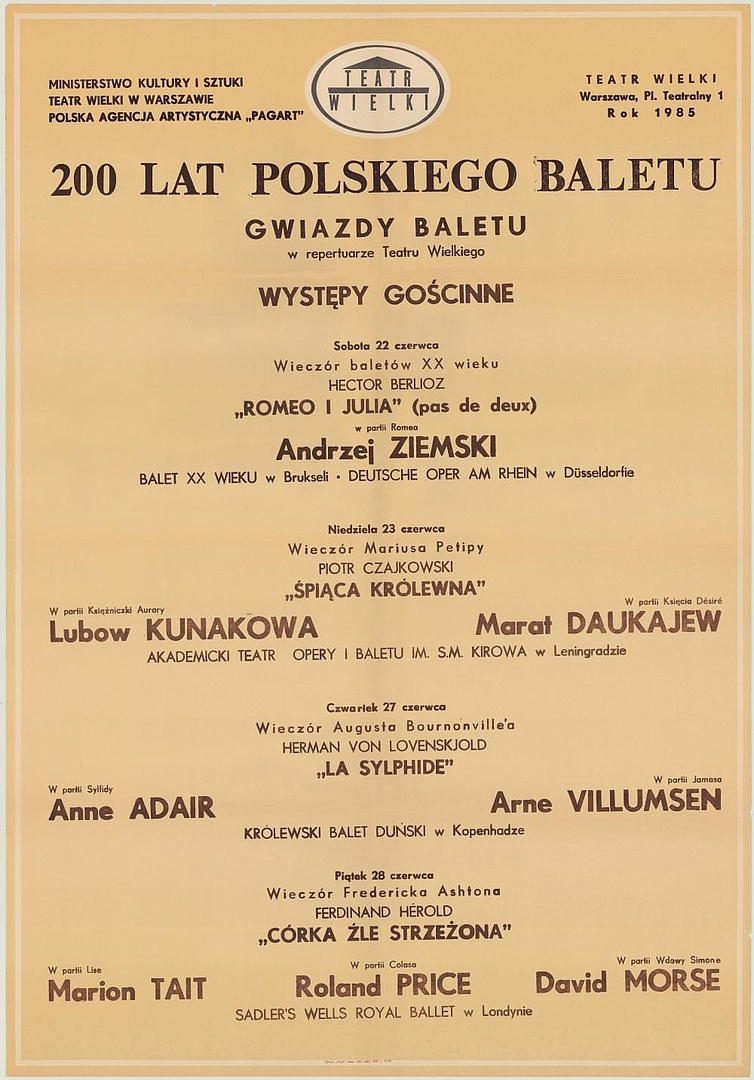 MINISTERSTWO KULTURY I SZTUKI
TEATR WIELKI W WARSZAWIE
POLSKA AGENCJA ARTYSTYCZNA „PAGART”
TEATR
WIELKI
TEATR WIELKI
Warszawa, Pl. Teatralny 1
Rok 1985
200 LAT POLSKIEGO BALETU
GWIAZDY BALETU
w repertuarze Teatru Wielkiego
WYSTĘPY GOŚCINNE
Sobota 22 czerwca
Wieczór baletów XX wieku
HECTOR BERLIOZ
„ROMEO I JULIA” (pas de deux)
w partii Romea
Andrzej ZIEMSKI
BALET XX WIEKU w Brukseli • DEUTSCHE OPER AM RHEIN w Düsseldorfie
Niedziela 23 czerwca
Wieczór Mariusa Petipy
PIOTR CZAJKOWSKI
„ŚPIĄCA KRÓLEWNA”
W partii Księżniczki Aurory W partii Księcia Désiré
Lubow KUNAKOWA Marat DAUKAJEW
AKADEMICKI TEATR OPERY I BALETU IM. S.M. KIROWA w Leningradzie
Czwartek 27 czerwca
Wieczór Augusta Bournonville'a
HERMAN VON LOVENSKJOLD
„LA SYLPHIDE”
W partii Sylfidy W partii Jamesa
Anne ADAIR Arne VILLUMSEN
KRÓLEWSKI BALET DUŃSKI w Kopenhadze
Piątek 28 czerwca
Wieczór Fredericka Ashtona
FERDINAND HÉROLD
„CÓRKA ŹLE STRZEŻONA”
W partii Lise W partii Colasa W partii Wdowy Simone
Marion TAIT Roland PRICE David MORSE
SADLER'S WELLS ROYAL BALLET w Londynie